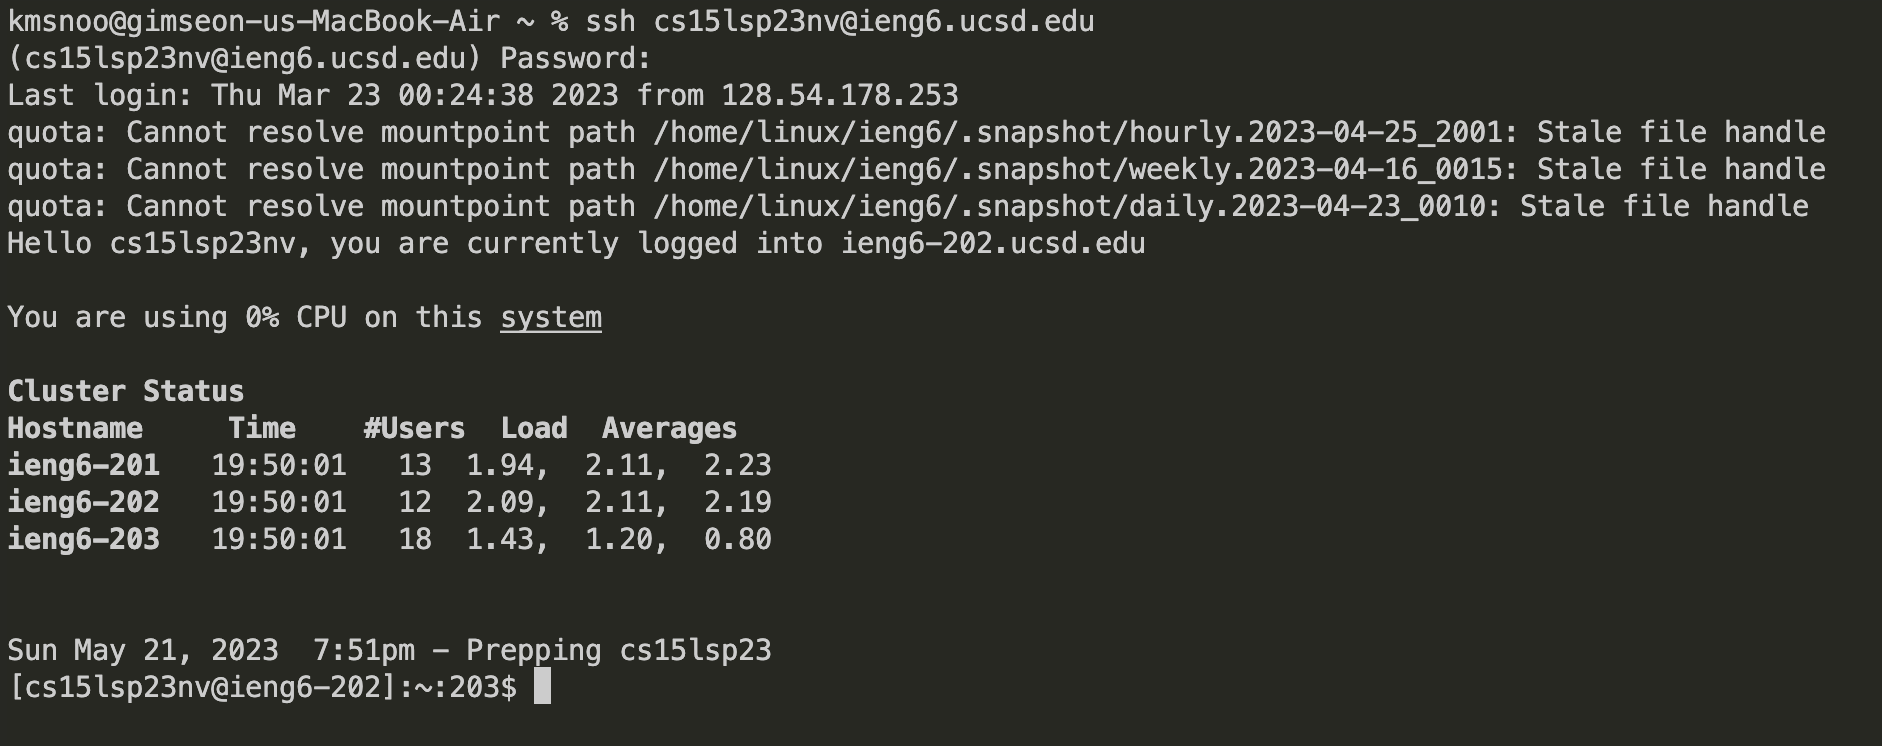 kmsnoo@gimseon-us-MacBook-Air ~ % ssh cs15lsp23nv@ieng6.ucsd.edu
(cs15lsp23nv@ieng6.ucsd.edu) Password:
Last login: Thu Mar 23 00:24:38 2023 from 128.54.178.253
quota: Cannot resolve mountpoint path /home/linux/ieng6/.snapshot/hourly.2023-04-25_2001: Stale file handle
quota: Cannot resolve mountpoint path /home/linux/ieng6/.snapshot/weekly.2023-04-16_0015: Stale file handle
quota: Cannot resolve mountpoint path /home/linux/ieng6/.snapshot/daily.2023-04-23_0010: Stale file handle
Hello cs15lsp23nv, you are currently logged into ieng6-202.ucsd.edu
You are using 0% CPU on this system
Cluster Status
Hostname     Time    #Users  Load  Averages
ieng6-201   19:50:01   13  1.94,  2.11,  2.23
ieng6-202   19:50:01   12  2.09,  2.11,  2.19
ieng6-203   19:50:01   18  1.43,  1.20,  0.80
Sun May 21, 2023  7:51pm - Prepping cs15lsp23
[cs15lsp23nv@ieng6-202]:~:203$